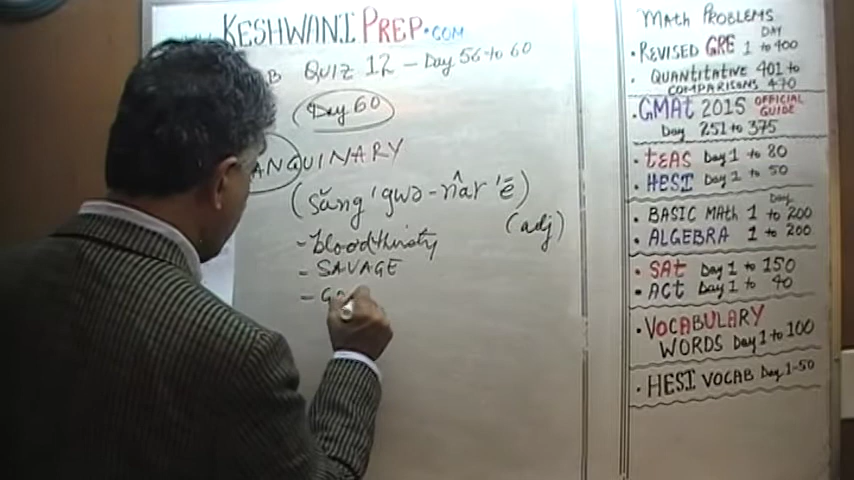 KESHWANI PREP.COM
B QUIZ 12 - Day 56 to 60
Day 60
ANGUINARY
(săng 'gwə - nâr 'ē)
(adj)
- bloodthirsty
- SAVAGE
- Go
MATH PROBLEMS
DAY
• REVISED GRE 1 to 400
• QUANTITATIVE 401 to
COMPARISONS 470
• GMAt 2015 OFFICIAL GUIDE
Day 251 to 375
• tEAS Day 1 to 80
• HESI Day 1 to 50
Day
• BASIC MAth 1 to 200
• ALGEBRA 1 to 200
• SAt Day 1 to 150
• ACt Day 1 to 40
• VOCABULARY
WORDS Day 1 to 100
• HESI VOCAB Day 1-50